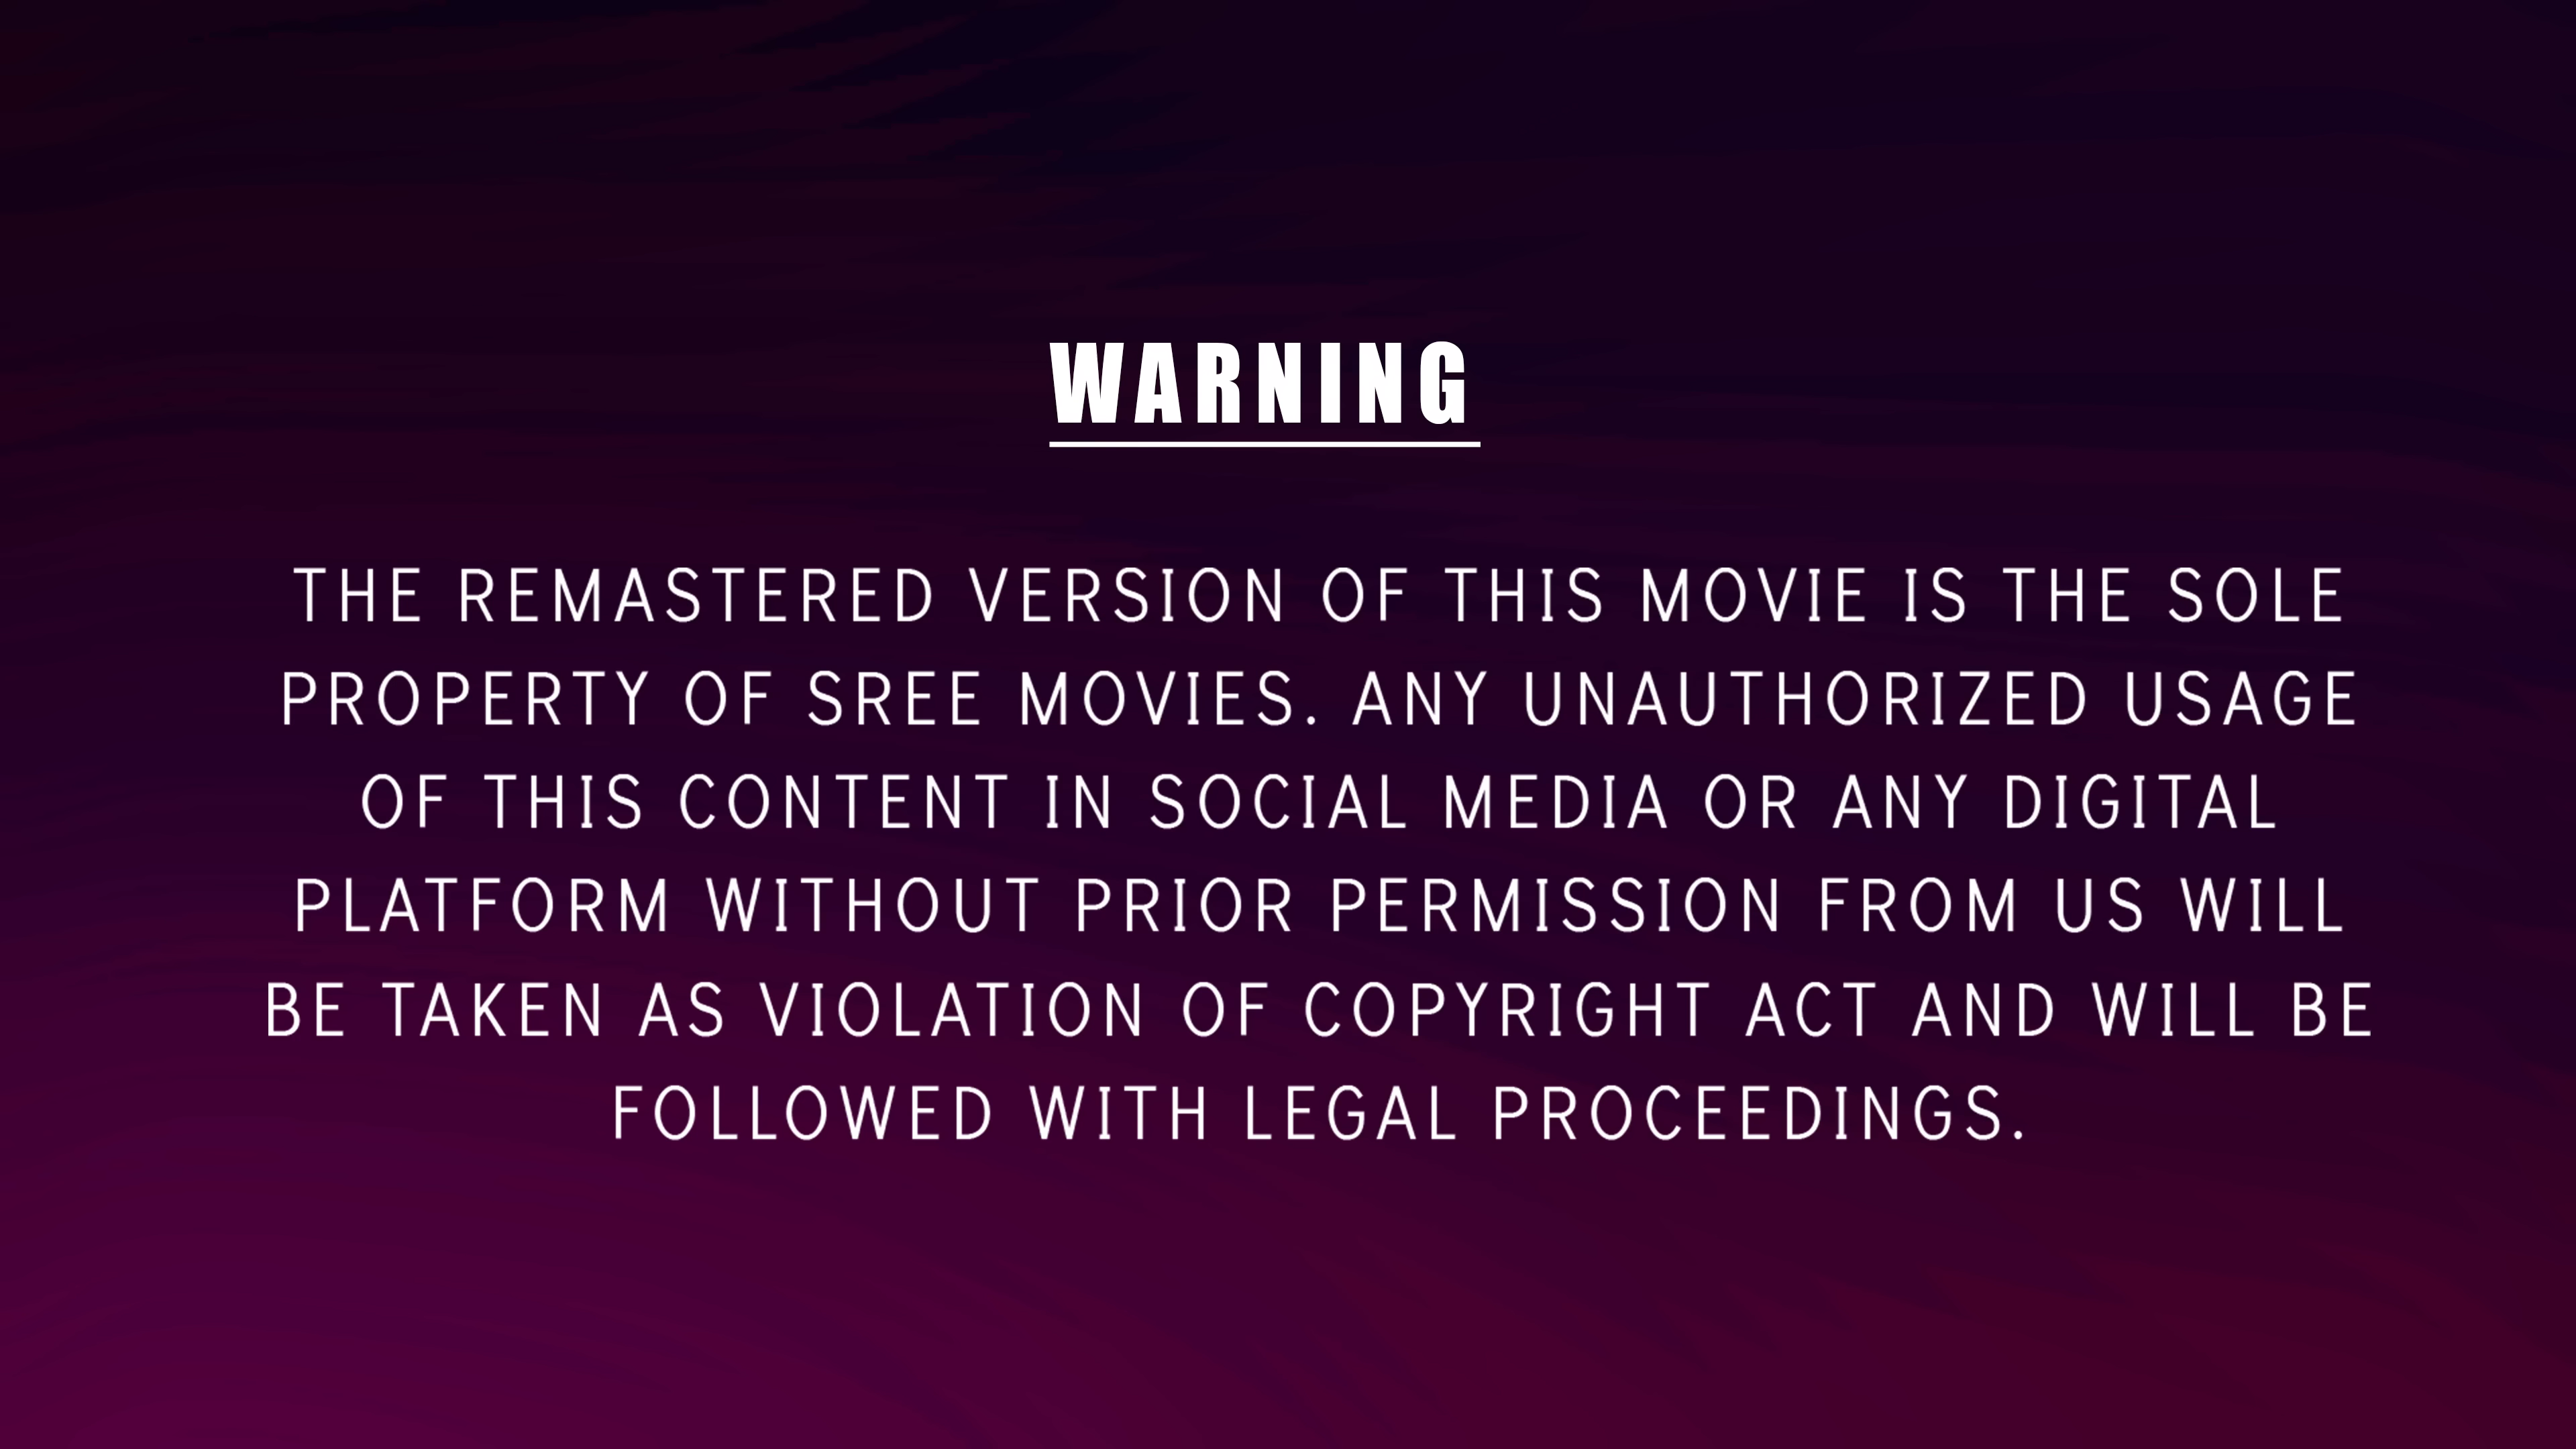 WARNING
THE REMASTERED VERSION OF THIS MOVIE IS THE SOLE
PROPERTY OF SREE MOVIES. ANY UNAUTHORIZED USAGE
OF THIS CONTENT IN SOCIAL MEDIA OR ANY DIGITAL
PLATFORM WITHOUT PRIOR PERMISSION FROM US WILL
BE TAKEN AS VIOLATION OF COPYRIGHT ACT AND WILL BE
FOLLOWED WITH LEGAL PROCEEDINGS.